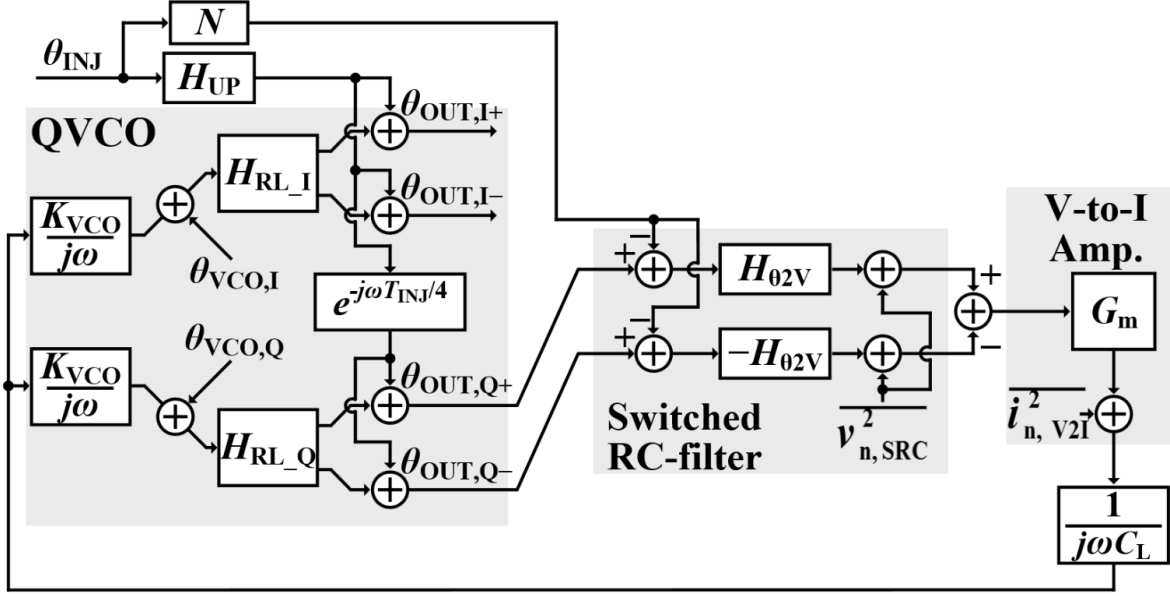 N
θINJ
HUP
QVCO
θOUT,I+
HRL_I
θOUT,I−
KVCO
jω
θVCO,I
e-jωTINJ/4
θVCO,Q
KVCO
jω
θOUT,Q+
HRL_Q
θOUT,Q−
−
+
Hθ2V
−
+
−Hθ2V
Switched
RC-filter
v2n, SRC
+
−
V-to-I
Amp.
Gm
i2n, V2I
1
jωCL